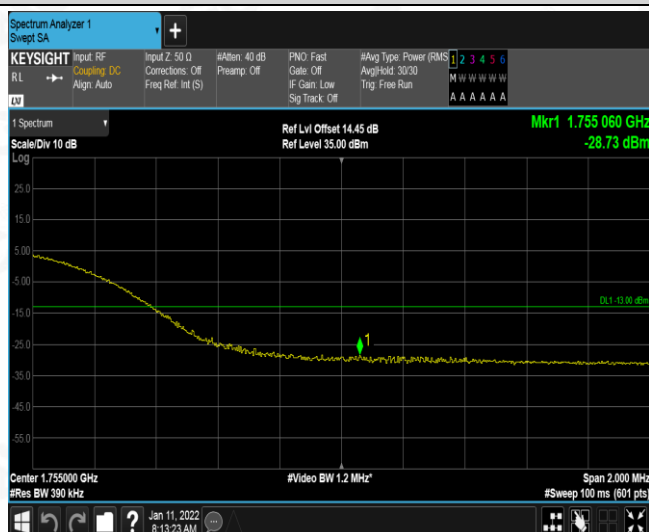 Spectrum Analyzer 1
Swept SA
+
KEYSIGHT
RL
Input: RF
Coupling: DC
Align: Auto
Input Z: 50 Ω
Corrections: Off
Freq Ref: Int (S)
#Atten: 40 dB
Preamp: Off
PNO: Fast
Gate: Off
IF Gain: Low
Sig Track: Off
#Avg Type: Power (RMS
Avg|Hold: 30/30
Trig: Free Run
1 2 3 4 5 6
M W W W W W
A A A A A A
LXI
1 Spectrum
Scale/Div 10 dB
Ref Lvl Offset 14.45 dB
Ref Level 35.00 dBm
Mkr1 1.755 060 GHz
-28.73 dBm
Log
25.0
15.0
5.00
-5.00
DL1 -13.00 dBm
-15.0
1
-25.0
-35.0
-45.0
-55.0
Center 1.755000 GHz
#Video BW 1.2 MHz*
Span 2.000 MHz
#Res BW 390 kHz
#Sweep 100 ms (601 pts)
?
Jan 11, 2022
8:13:23 AM